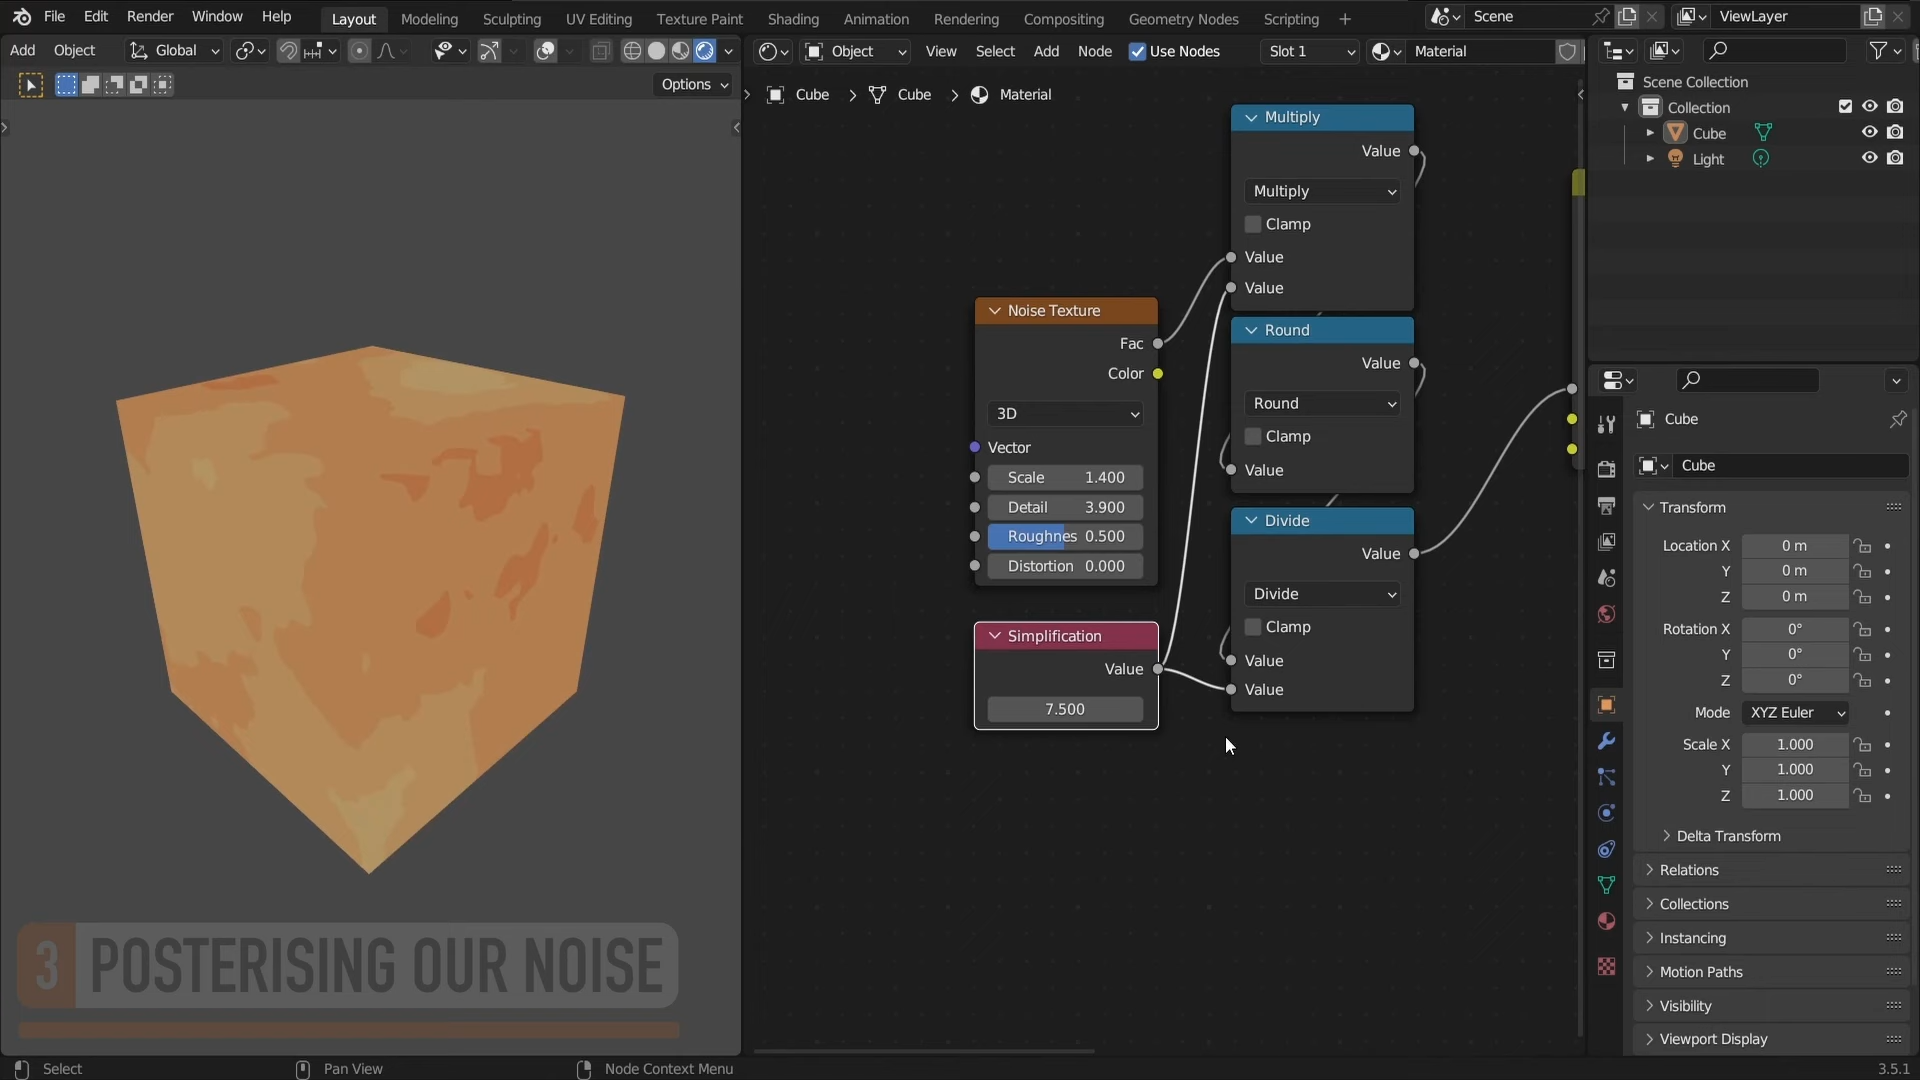 File Edit Render Window Help Layout Modeling Sculpting UV Editing Texture Paint Shading Animation Rendering Compositing Geometry Nodes Scripting + Scene ViewLayer
Add Object Global Object View Select Add Node Use Nodes Slot 1 Material
Options
Cube > Cube > Material
Scene Collection
Collection
Cube
Light
Multiply
Value
Multiply
Clamp
Value
Value
Noise Texture
Fac
Color
3D
Vector
Scale 1.400
Detail 3.900
Roughnes 0.500
Distortion 0.000
Round
Value
Round
Clamp
Value
Divide
Value
Divide
Clamp
Value
Value
Simplification
Value
7.500
Cube
Cube
Transform
Location X 0 m
Y 0 m
Z 0 m
Rotation X 0°
Y 0°
Z 0°
Mode XYZ Euler
Scale X 1.000
Y 1.000
Z 1.000
Delta Transform
Relations
Collections
Instancing
Motion Paths
Visibility
Viewport Display
3 POSTERISING OUR NOISE
Select Pan View Node Context Menu 3.5.1